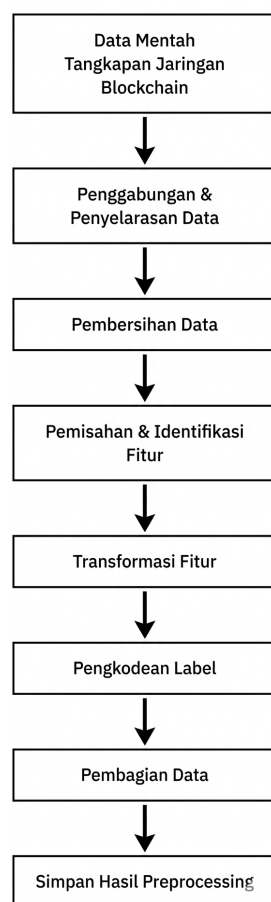 Data Mentah
Tangkapan Jaringan
Blockchain
Penggabungan &
Penyelarasan Data
Pembersihan Data
Pemisahan & Identifikasi
Fitur
Transformasi Fitur
Pengkodean Label
Pembagian Data
Simpan Hasil Preprocessing